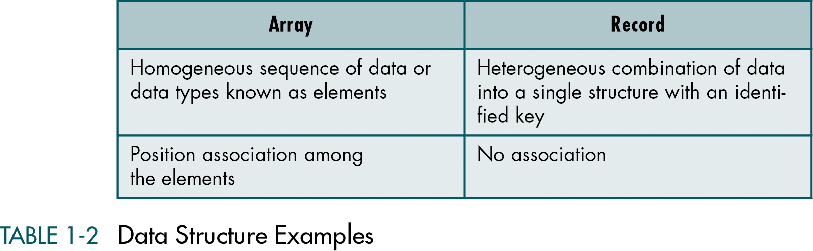 Array Record
Homogeneous sequence of data or
data types known as elements
Heterogeneous combination of data
into a single structure with an identi-
fied key
Position association among
the elements
No association
TABLE 1-2 Data Structure Examples